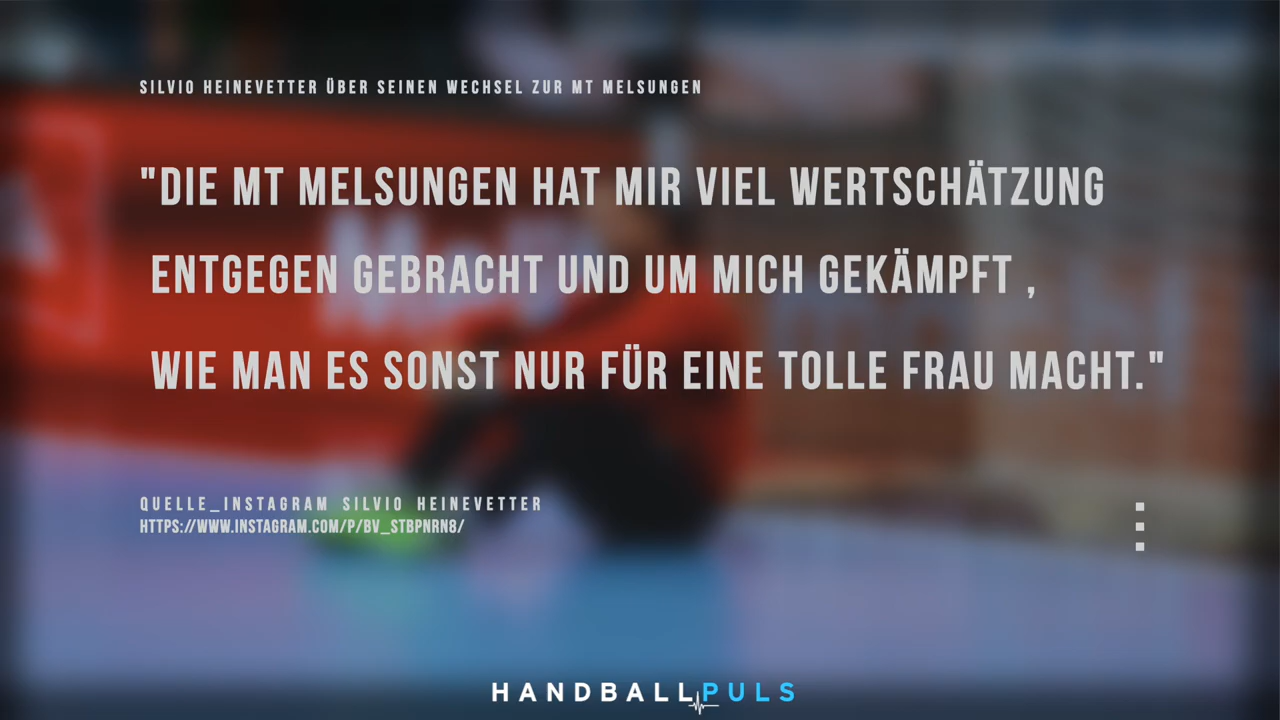 SILVIO HEINEVETTER ÜBER SEINEN WECHSEL ZUR MT MELSUNGEN
"DIE MT MELSUNGEN HAT MIR VIEL WERTSCHÄTZUNG
ENTGEGEN GEBRACHT UND UM MICH GEKÄMPFT ,
WIE MAN ES SONST NUR FÜR EINE TOLLE FRAU MACHT."
QUELLE_INSTAGRAM SILVIO HEINEVETTER
HTTPS://WWW.INSTAGRAM.COM/P/BV_STBPNRN8/
HANDBALLPULS